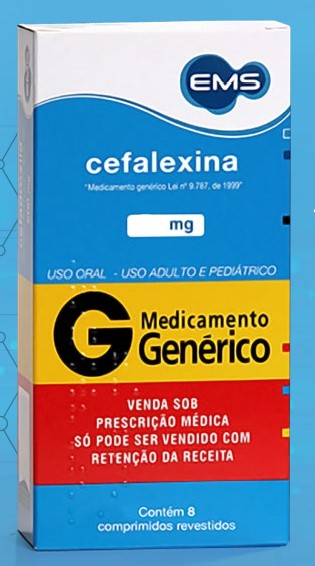 EMS
cefalexina
"Medicamento genérico Lei nº 9.787, de 1999"
mg
USO ORAL - USO ADULTO E PEDIÁTRICO
G Medicamento
Genérico
VENDA SOB
PRESCRIÇÃO MÉDICA
SÓ PODE SER VENDIDO COM
RETENÇÃO DA RECEITA
Contém 8
comprimidos revestidos
cefalexina